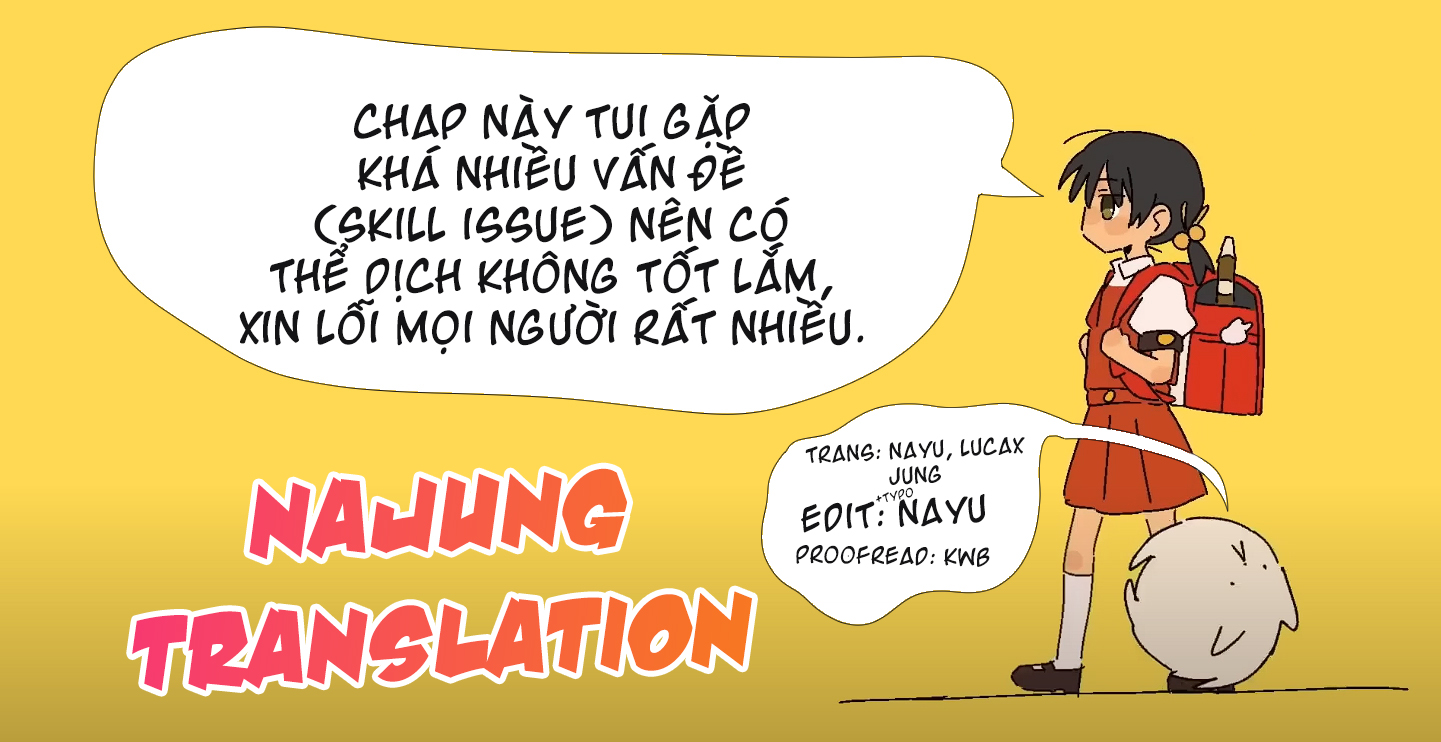 CHAP NÀY TUI GẶP
KHÁ NHIỀU VẤN ĐỀ
(SKILL ISSUE) NÊN CÓ
THỂ DỊCH KHÔNG TỐT LẮM,
XIN LỖI MỌI NGƯỜI RẤT NHIỀU.
TRANS: NAYU, LUCAX
JUNG
+TYPO
EDIT: NAYU
PROOFREAD: KWB
NAJUNG
TRANSLATION